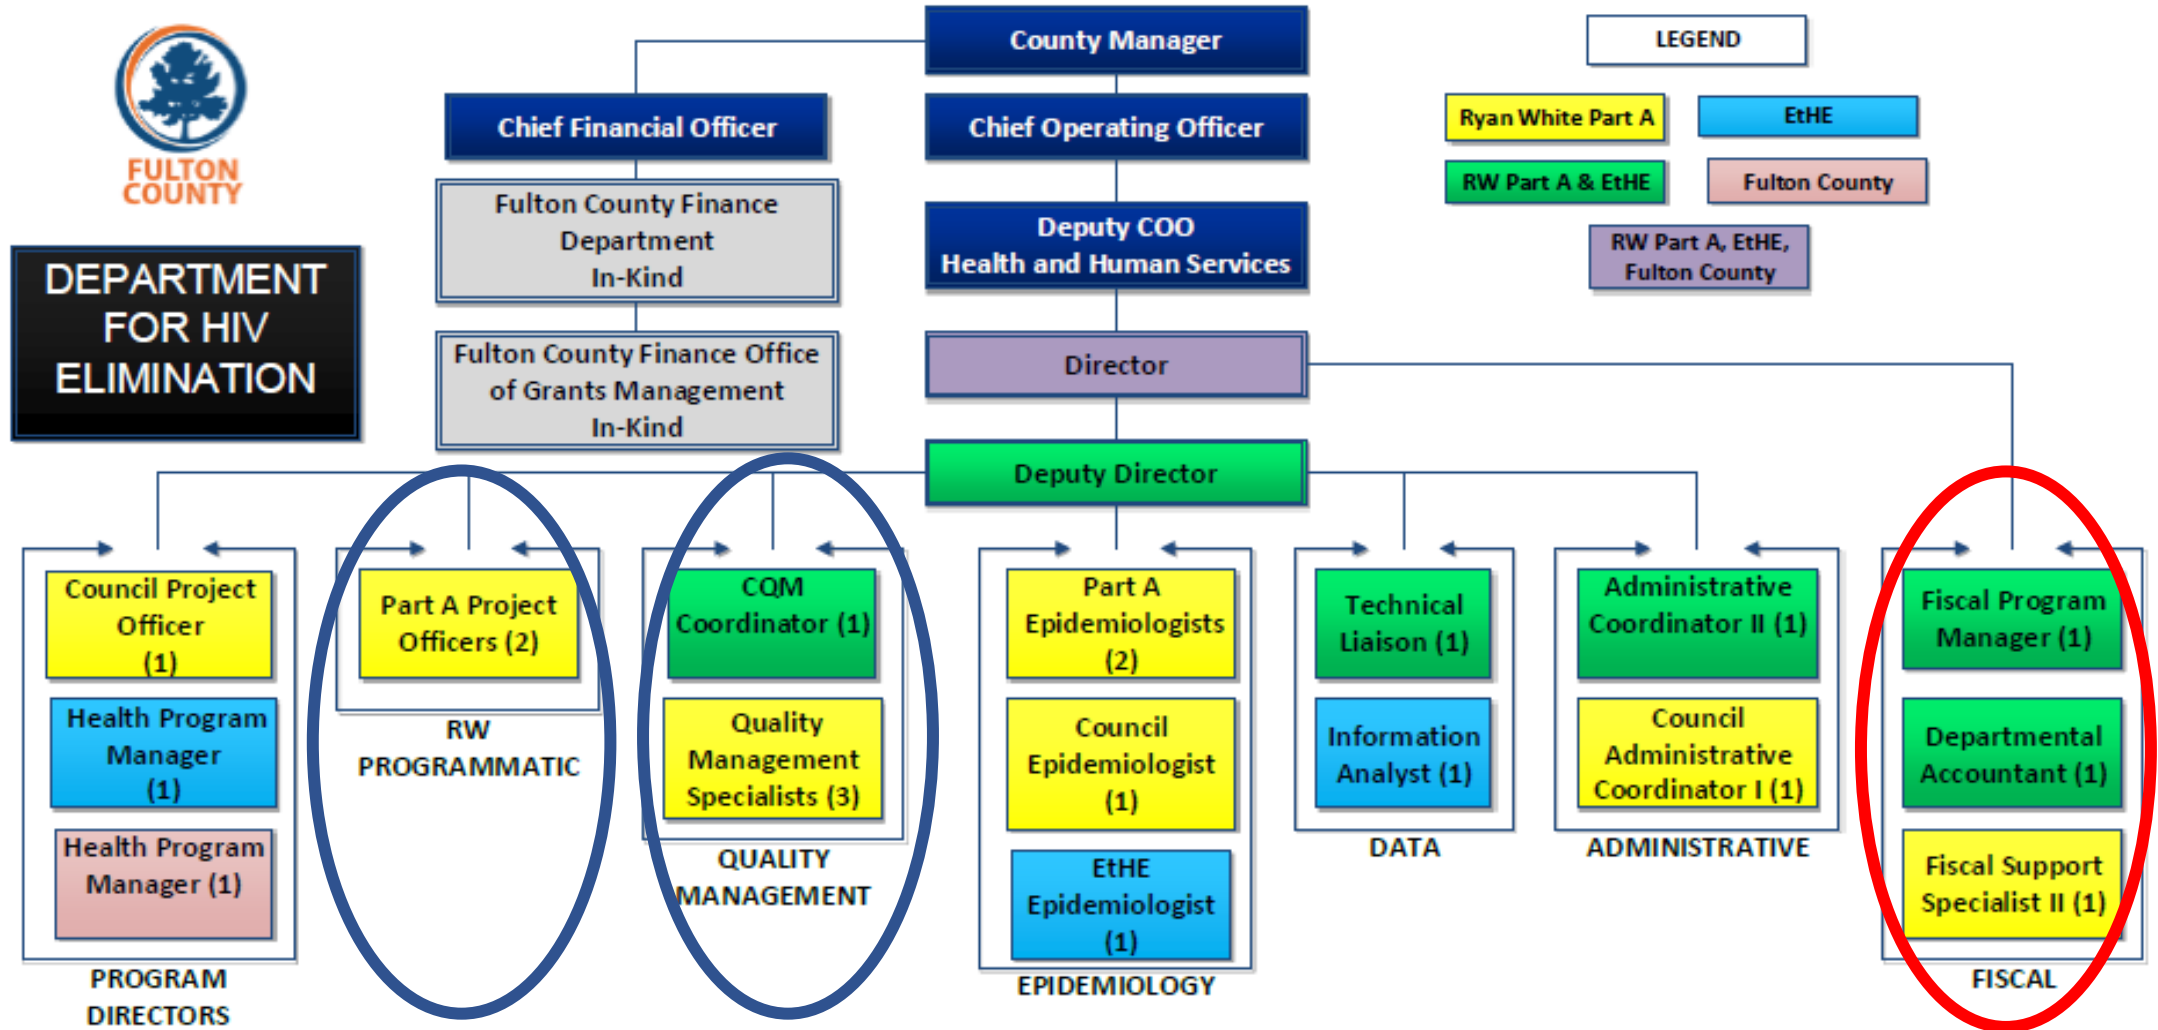 FULTON
COUNTY
DEPARTMENT
FOR HIV
ELIMINATION
County Manager
Chief Financial Officer
Chief Operating Officer
Fulton County Finance
Department
In-Kind
Deputy COO
Health and Human Services
Fulton County Finance Office
of Grants Management
In-Kind
Director
Deputy Director
LEGEND
Ryan White Part A
EtHE
RW Part A & EtHE
Fulton County
RW Part A, EtHE,
Fulton County
Council Project
Officer
(1)
Health Program
Manager
(1)
Health Program
Manager (1)
PROGRAM
DIRECTORS
Part A Project
Officers (2)
RW
PROGRAMMATIC
CQM
Coordinator (1)
Quality
Management
Specialists (3)
QUALITY
MANAGEMENT
Part A
Epidemiologists
(2)
Council
Epidemiologist
(1)
EtHE
Epidemiologist
(1)
EPIDEMIOLOGY
Technical
Liaison (1)
Information
Analyst (1)
DATA
Administrative
Coordinator II (1)
Council
Administrative
Coordinator I (1)
ADMINISTRATIVE
Fiscal Program
Manager (1)
Departmental
Accountant (1)
Fiscal Support
Specialist II (1)
FISCAL